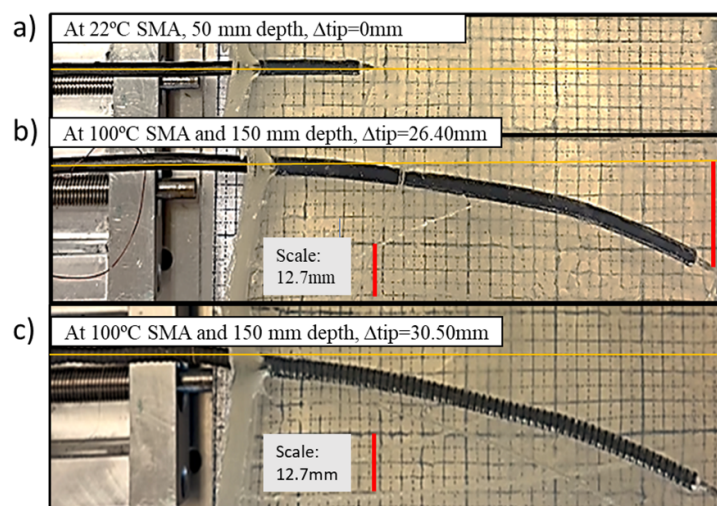 a) At 22ºC SMA, 50 mm depth, Δtip=0mm
b) At 100ºC SMA and 150 mm depth, Δtip=26.40mm
Scale:
12.7mm
c) At 100ºC SMA and 150 mm depth, Δtip=30.50mm
Scale:
12.7mm